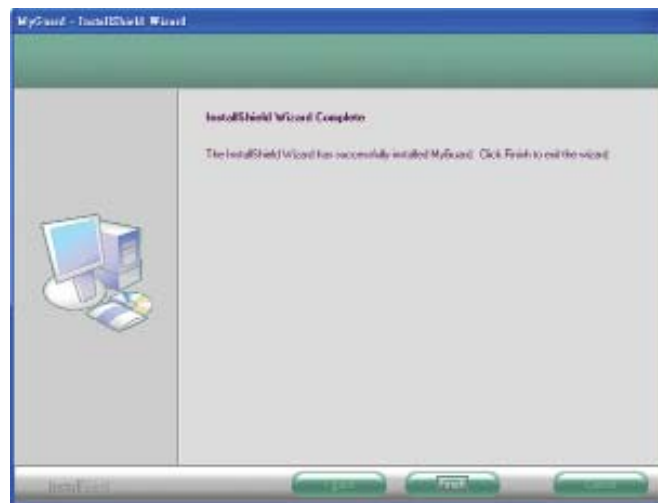 MyGuard - InstallShield Wizard
InstallShield Wizard Complete
The InstallShield Wizard has successfully installed MyGuard. Click Finish to exit the wizard.
InstallShield
Finish
Cancel